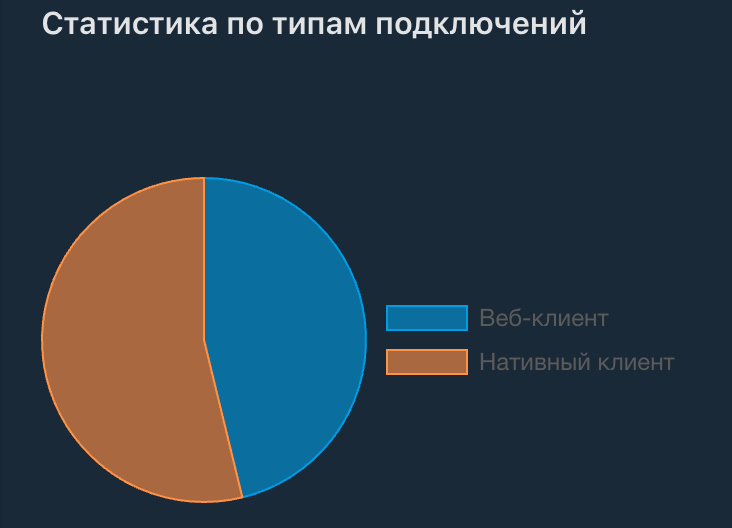 Статистика по типам подключений
Веб-клиент
Нативный клиент